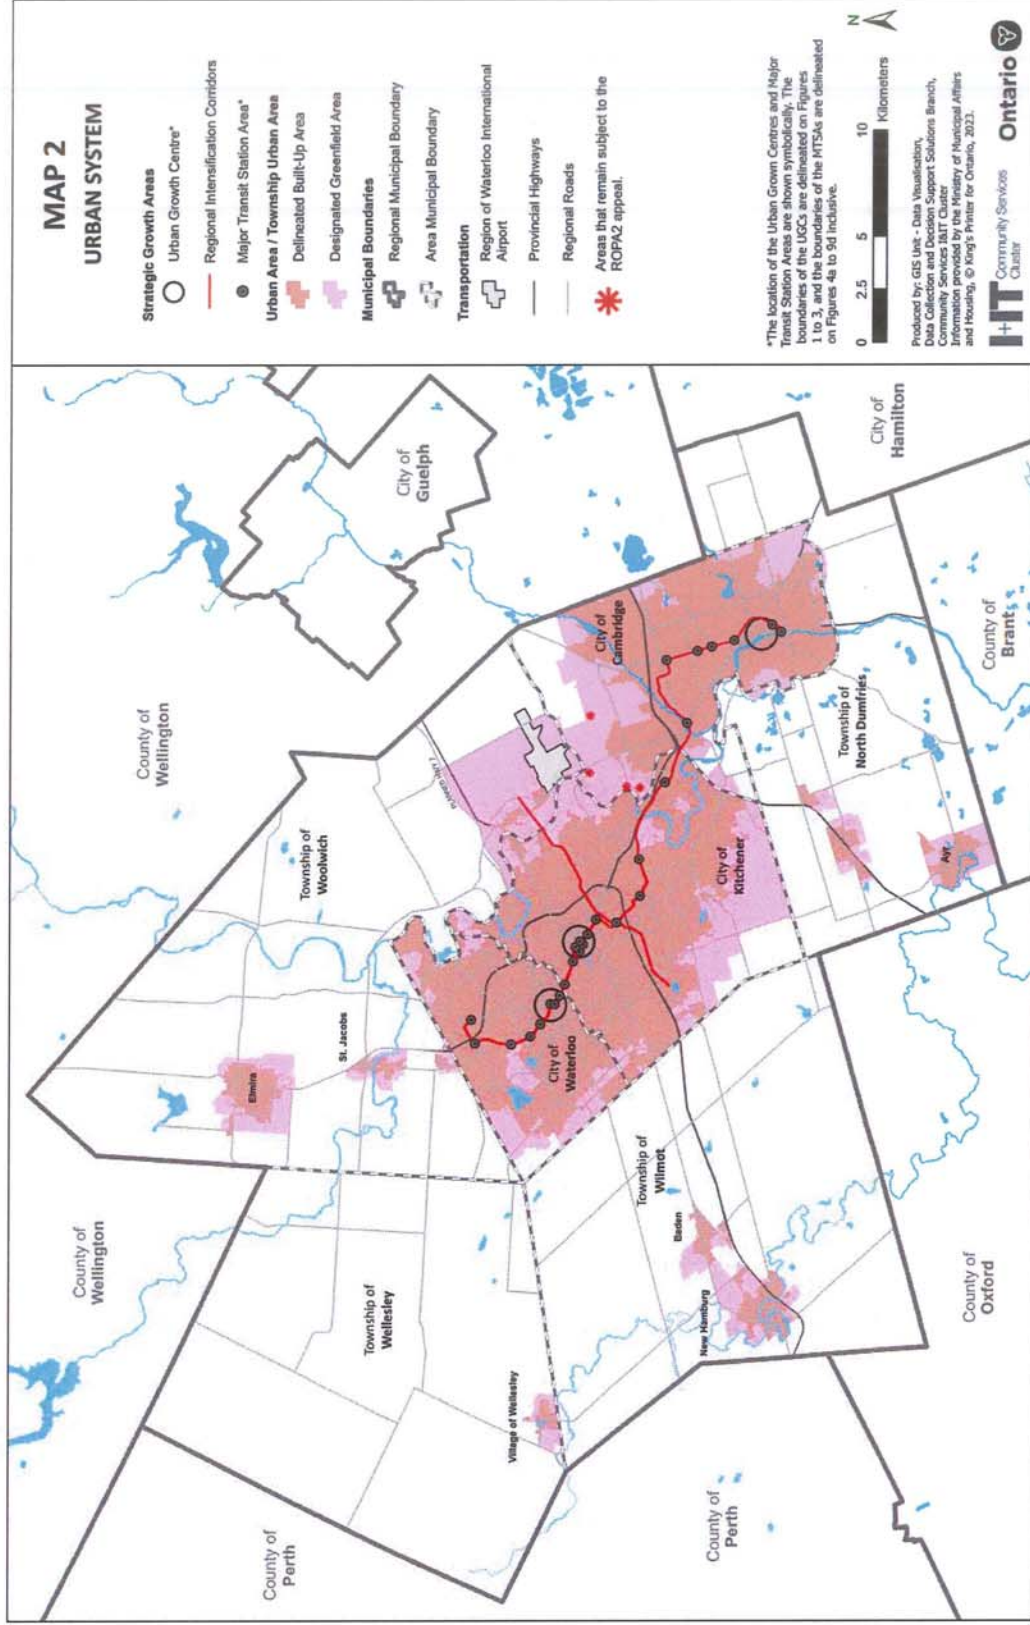 MAP 2
URBAN SYSTEM
Strategic Growth Areas
Urban Growth Centre*
Regional Intensification Corridors
Major Transit Station Area*
Urban Area / Township Urban Area
Delineated Built-Up Area
Designated Greenfield Area
Municipal Boundaries
Regional Municipal Boundary
Area Municipal Boundary
Transportation
Region of Waterloo International
Airport
Provincial Highways
Regional Roads
Areas that remain subject to the
ROPA2 appeal.
*The location of the Urban Grown Centres and Major
Transit Station Areas are shown symbolically. The
boundaries of the UGCs are delineated on Figures
1 to 3, and the boundaries of the MTSAs are delineated
on Figures 4a to 9d inclusive.
N
0 2.5 5 10
Kilometers
Produced by: GIS Unit - Data Visualisation,
Data Collection and Decision Support Solutions Branch,
Community Services I&IT Cluster
Information provided by the Ministry of Municipal Affairs
and Housing, © King's Printer for Ontario, 2023.
I+IT Community Services
Cluster
Ontario
County of
Perth
County of
Wellington
County of
Wellington
City of
Guelph
Township of
Wellesley
Village of Wellesley
Elmira
St. Jacobs
Township of
Woolwich
County of
Perth
New Hamburg
Baden
Township of
Wilmot
City of
Waterloo
City of
Kitchener
City of
Cambridge
Township of
North Dumfries
Ayr
County of
Oxford
County of
Brant
City of
Hamilton